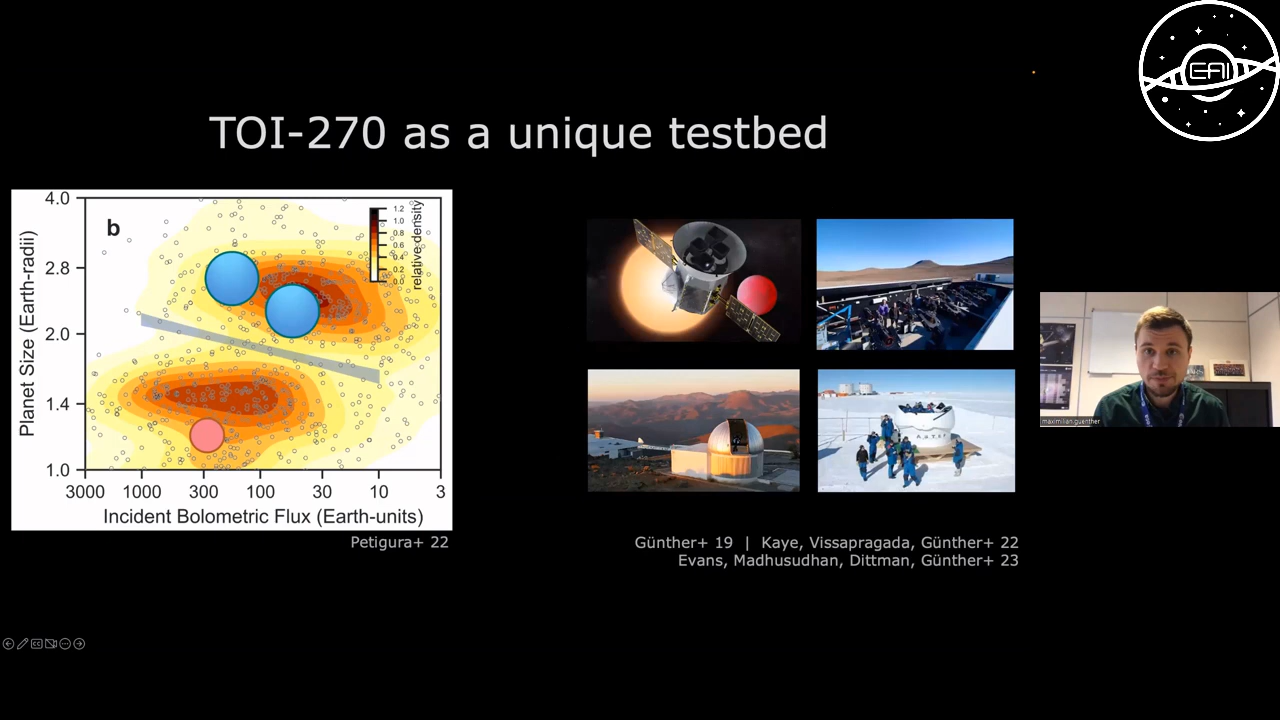 EAI
TOI-270 as a unique testbed
b
relative density
1.2
1.0
0.8
0.6
0.4
0.2
0.0
Planet Size (Earth-radii)
4.0
2.8
2.0
1.4
1.0
3000 1000 300 100 30 10 3
Incident Bolometric Flux (Earth-units)
Petigura+ 22
ASTEP
Günther+ 19 | Kaye, Vissapragada, Günther+ 22
Evans, Madhusudhan, Dittman, Günther+ 23
maximilian.guenther
CC